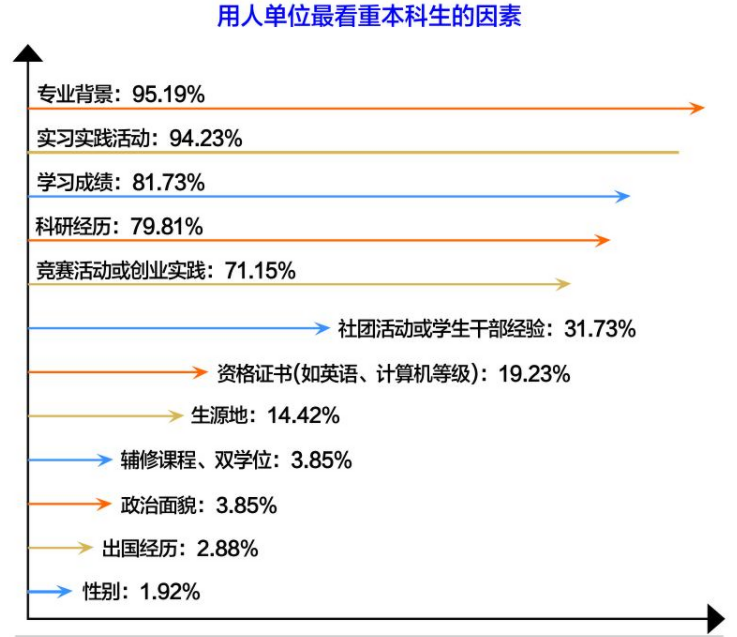 用人单位最看重本科生的因素
专业背景：95.19%
实习实践活动：94.23%
学习成绩：81.73%
科研经历：79.81%
竞赛活动或创业实践：71.15%
社团活动或学生干部经验：31.73%
资格证书(如英语、计算机等级)：19.23%
生源地：14.42%
辅修课程、双学位：3.85%
政治面貌：3.85%
出国经历：2.88%
性别：1.92%